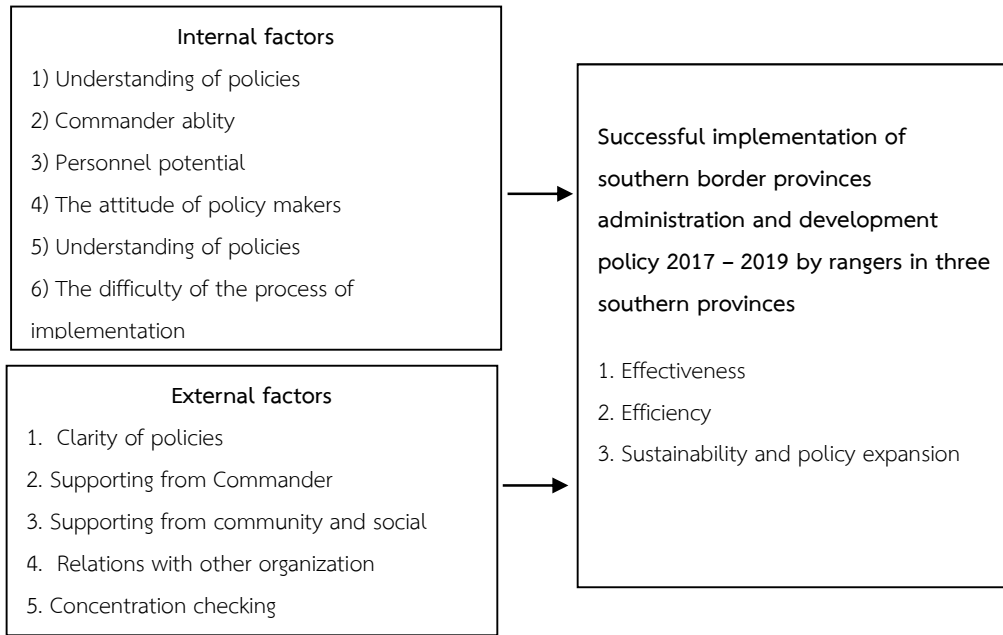 Internal factors
1) Understanding of policies
2) Commander ablity
3) Personnel potential
4) The attitude of policy makers
5) Understanding of policies
6) The difficulty of the process of
implementation
External factors
1. Clarity of policies
2. Supporting from Commander
3. Supporting from community and social
4. Relations with other organization
5. Concentration checking
Successful implementation of
southern border provinces
administration and development
policy 2017 – 2019 by rangers in three
southern provinces
1. Effectiveness
2. Efficiency
3. Sustainability and policy expansion